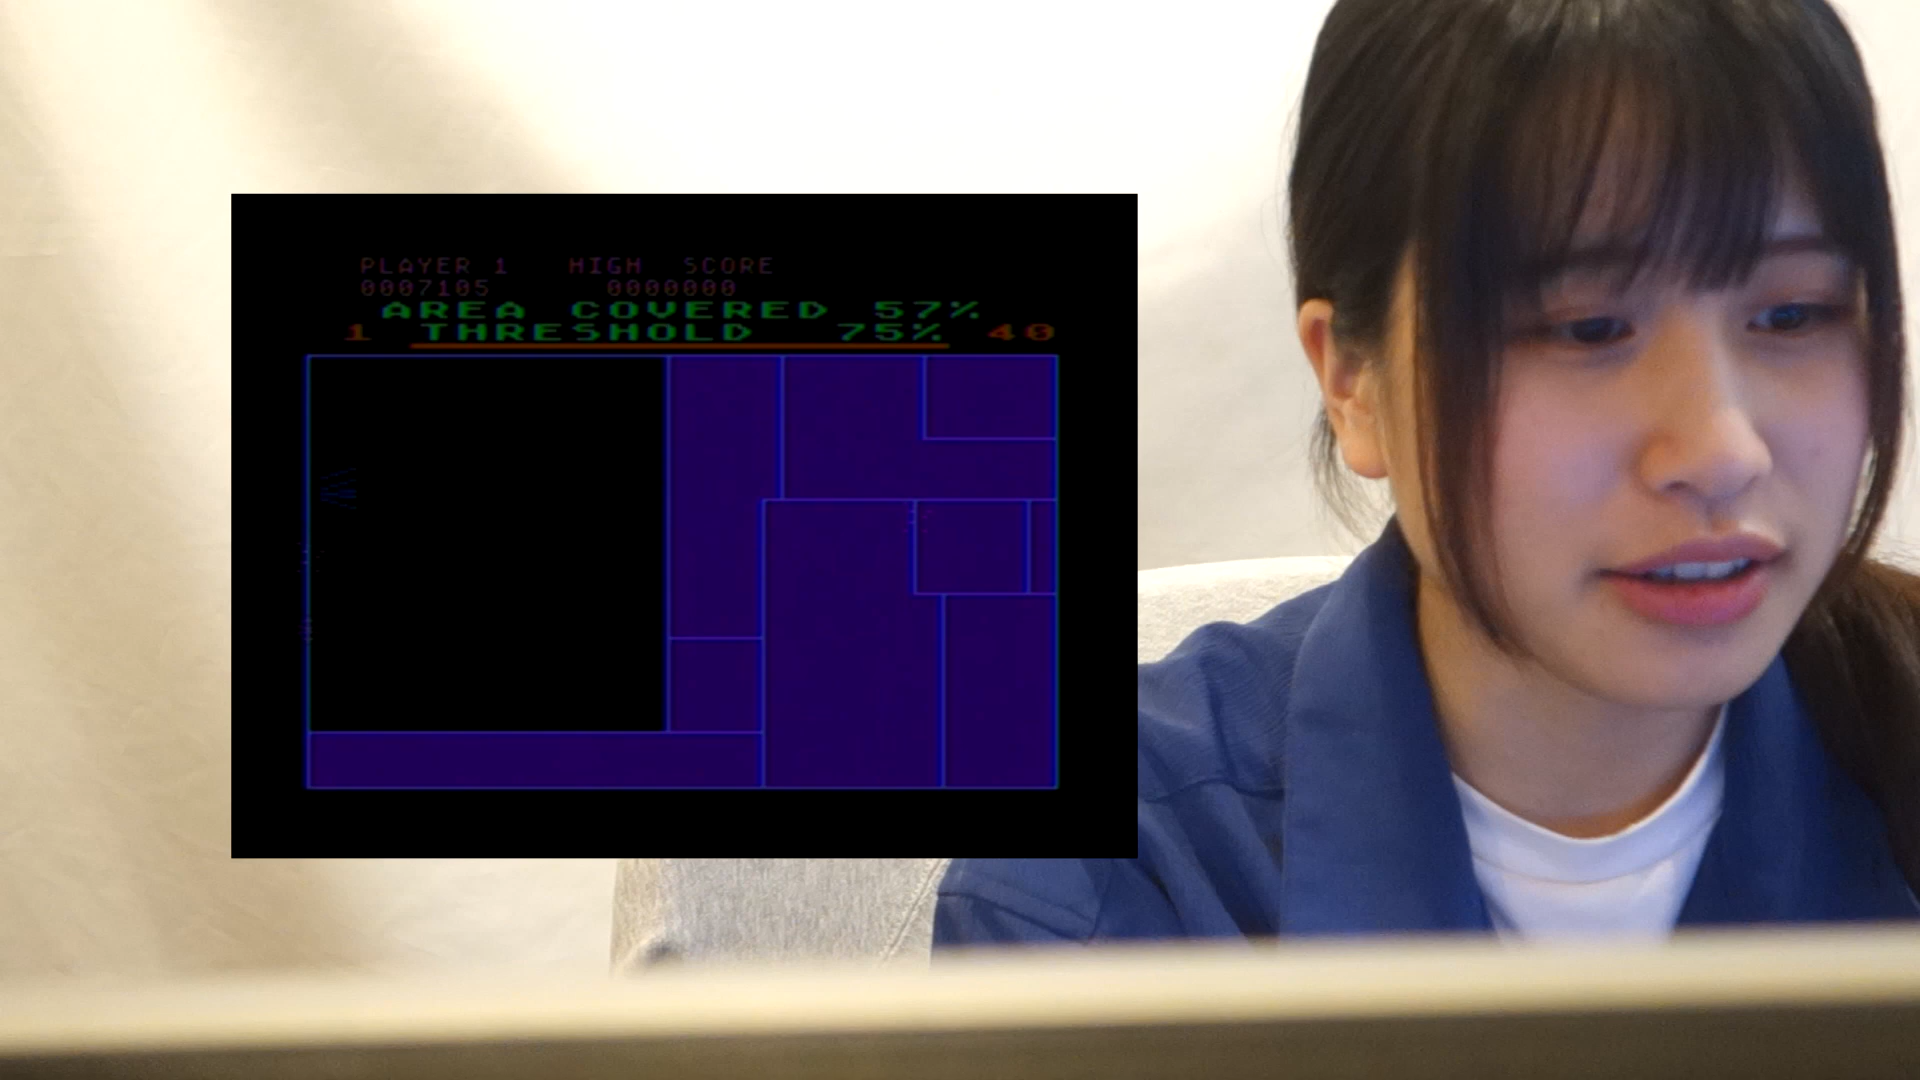 PLAYER 1 HIGH SCORE
0007105 0000000
AREA COVERED 57%
1 THRESHOLD 75% 40